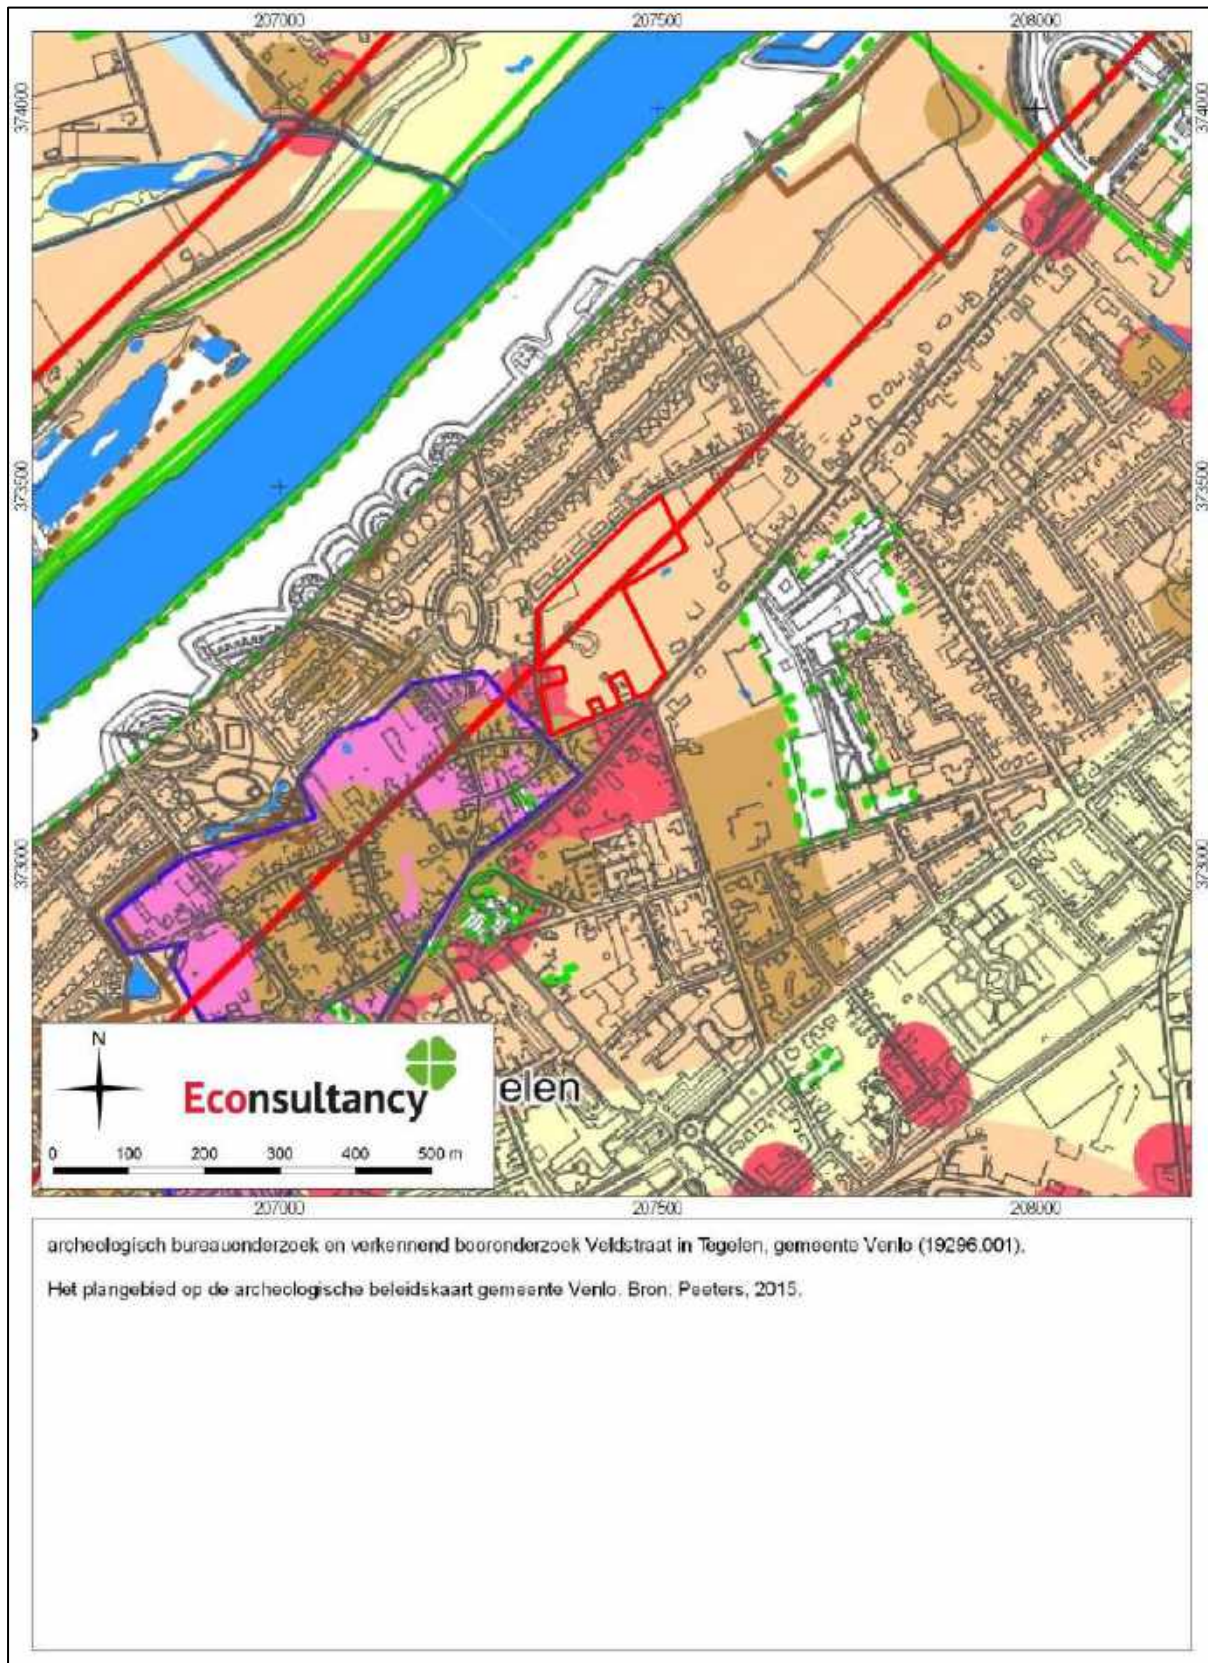 207000 207500 208000
374000 374000
373500 373500
373000 373000
N
Econsultancy
elen
0 100 200 300 400 500 m
207000 207500 208000
archeologisch bureauonderzoek en verkennend booronderzoek Veldstraat in Tegelen, gemeente Venlo (19296.001).
Het plangebied op de archeologische beleidskaart gemeente Venlo. Bron: Peeters, 2015.